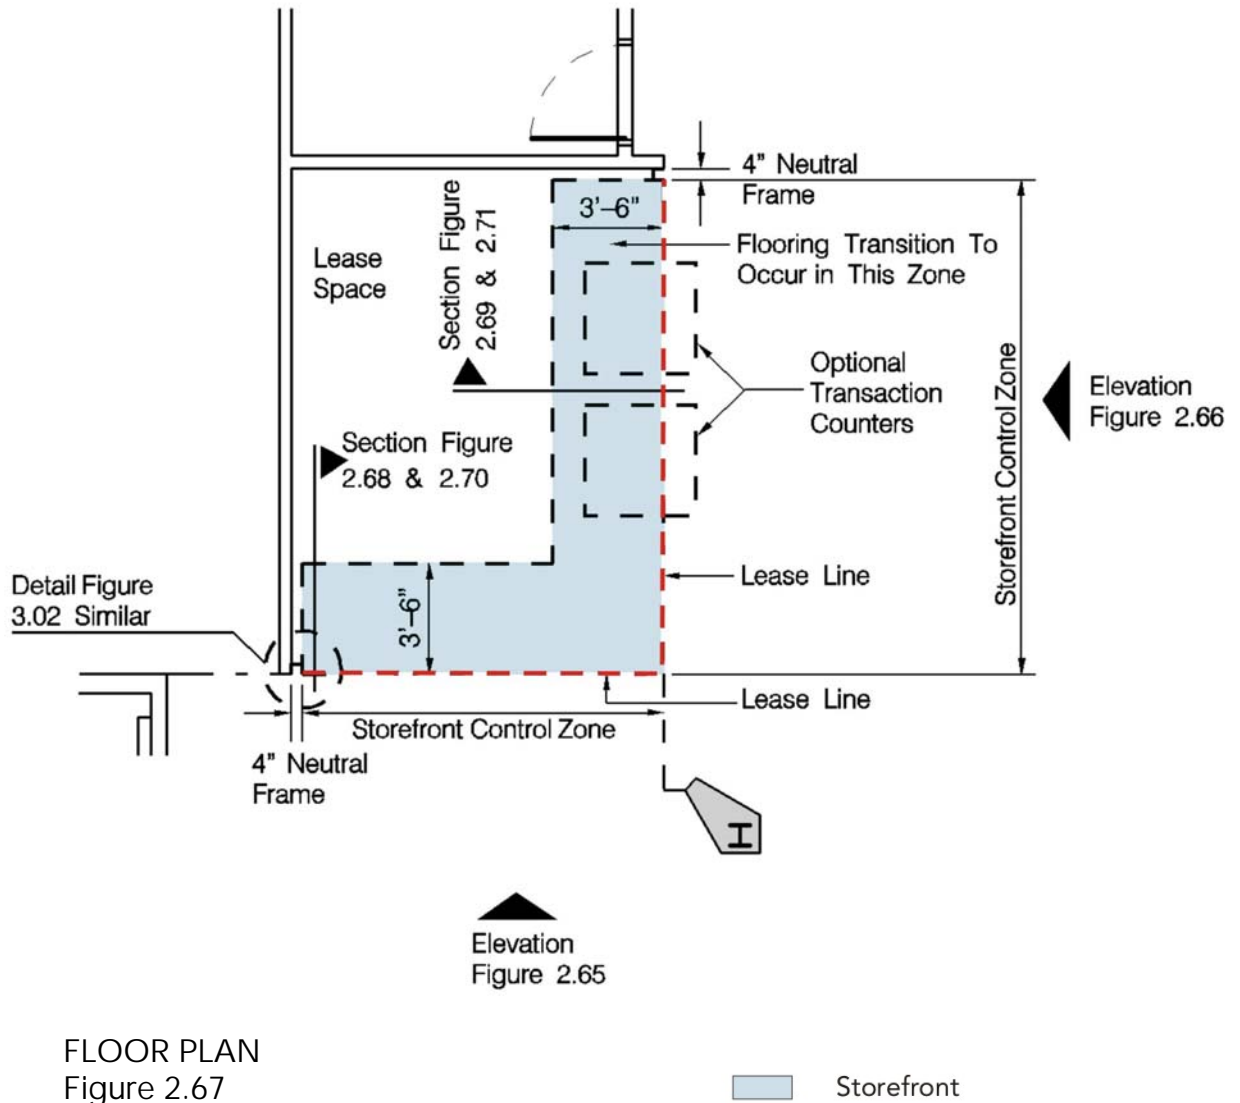 4” Neutral
Frame
3’–6”
Section Figure
2.69 & 2.71
Flooring Transition To
Occur in This Zone
Lease
Space
Optional
Transaction
Counters
Storefront Control Zone
Elevation
Figure 2.66
Section Figure
2.68 & 2.70
Detail Figure
3.02 Similar
3’–6”
Lease Line
Lease Line
Storefront Control Zone
4” Neutral
Frame
Elevation
Figure 2.65
FLOOR PLAN
Figure 2.67
Storefront